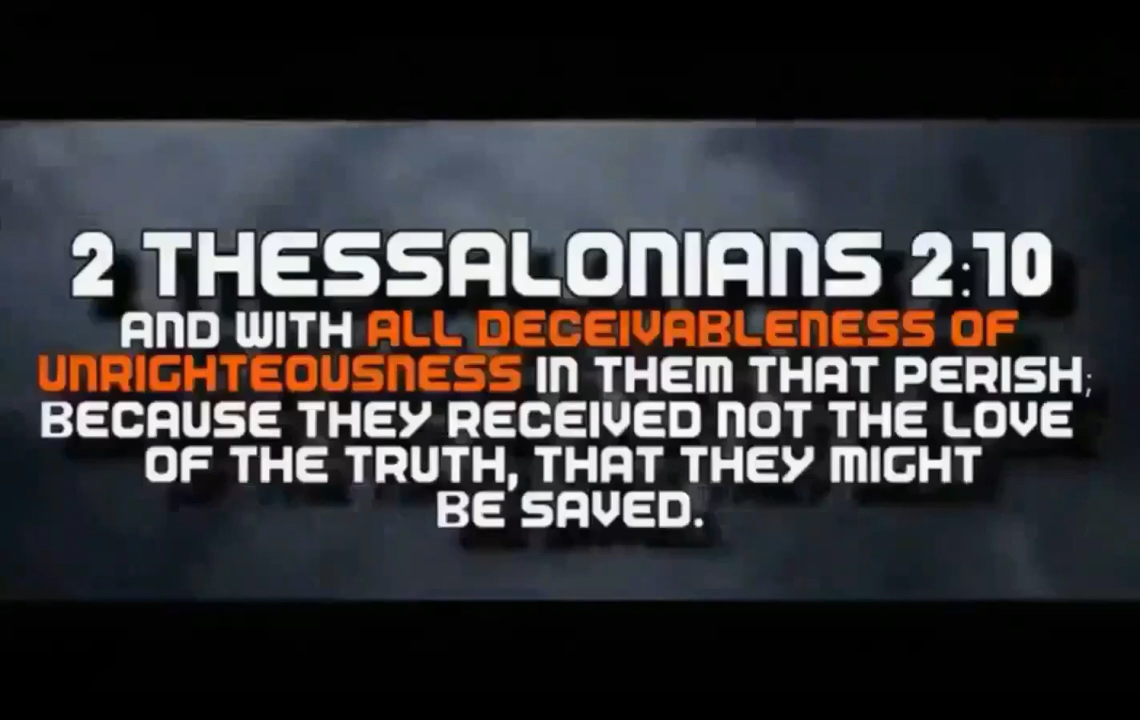 2 THESSALONIANS 2:10
AND WITH ALL DECEIVABLENESS OF
UNRIGHTEOUSNESS IN THEM THAT PERISH;
BECAUSE THEY RECEIVED NOT THE LOVE
OF THE TRUTH, THAT THEY MIGHT
BE SAVED.